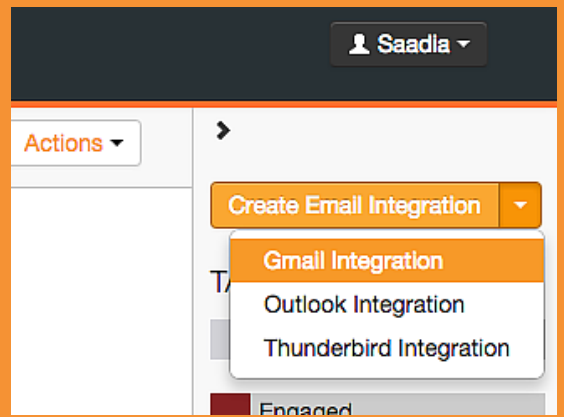 Saadia
Actions
Create Email Integration
Gmail Integration
Outlook Integration
Thunderbird Integration
Engaged